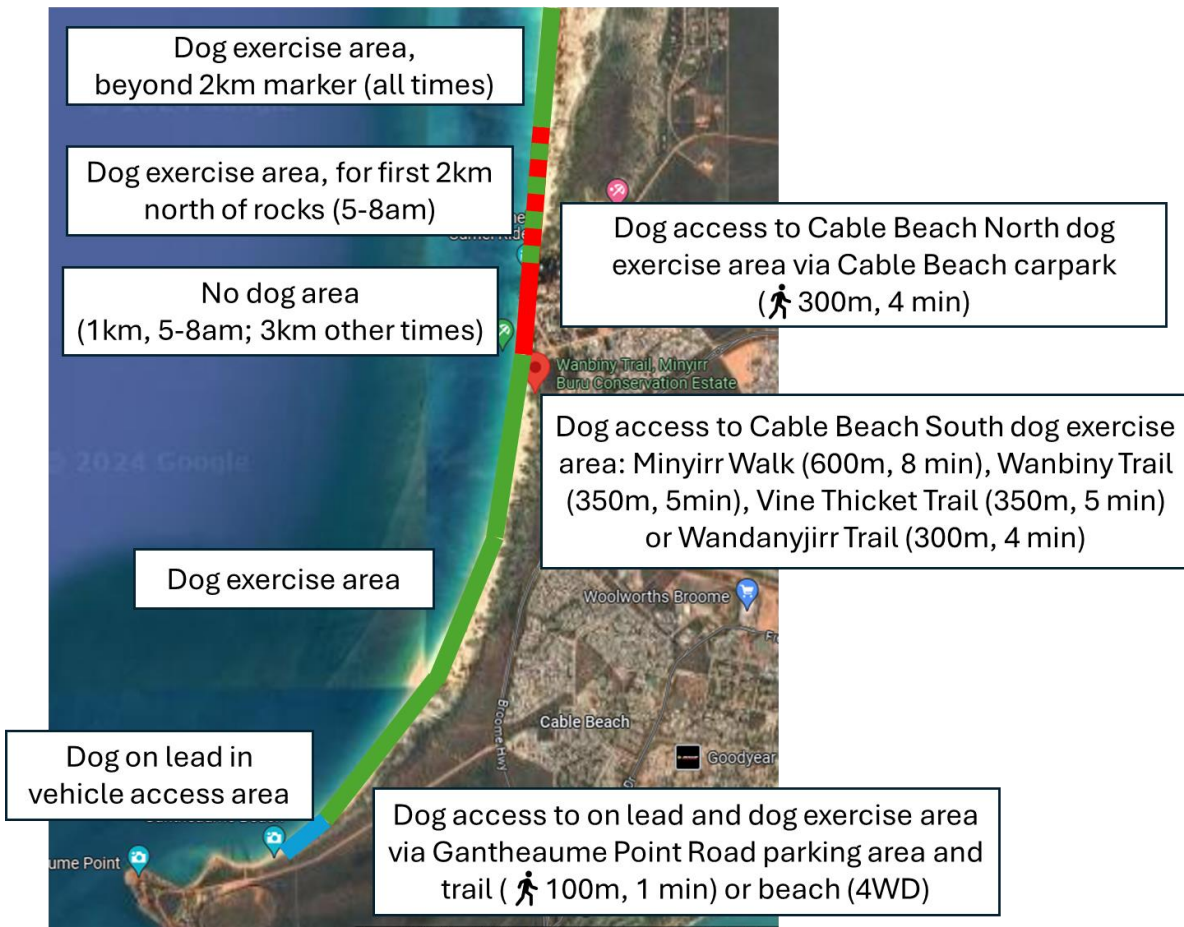 Dog exercise area,
beyond 2km marker (all times)
Dog exercise area, for first 2km
north of rocks (5-8am)
Dog access to Cable Beach North dog
exercise area via Cable Beach carpark
( 300m, 4 min)
No dog area
(1km, 5-8am; 3km other times)
Wanbiny Trail, Minyirr
Buru Conservation Estate
Dog access to Cable Beach South dog exercise
area: Minyirr Walk (600m, 8 min), Wanbiny Trail
(350m, 5min), Vine Thicket Trail (350m, 5 min)
or Wandanyjirr Trail (300m, 4 min)
2024 Google
Dog exercise area
Woolworths Broome
Broome Hwy
Cable Beach
Goodyear
Dr
Dog on lead in
vehicle access area
Dog access to on lead and dog exercise area
via Gantheaume Point Road parking area and
trail ( 100m, 1 min) or beach (4WD)
ume Point